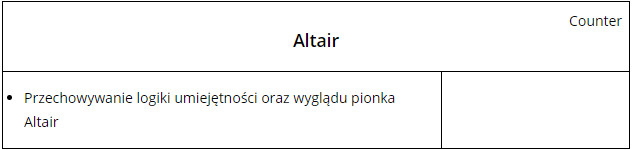 Counter
Altair
• Przechowywanie logiki umiejętności oraz wyglądu pionka
Altair